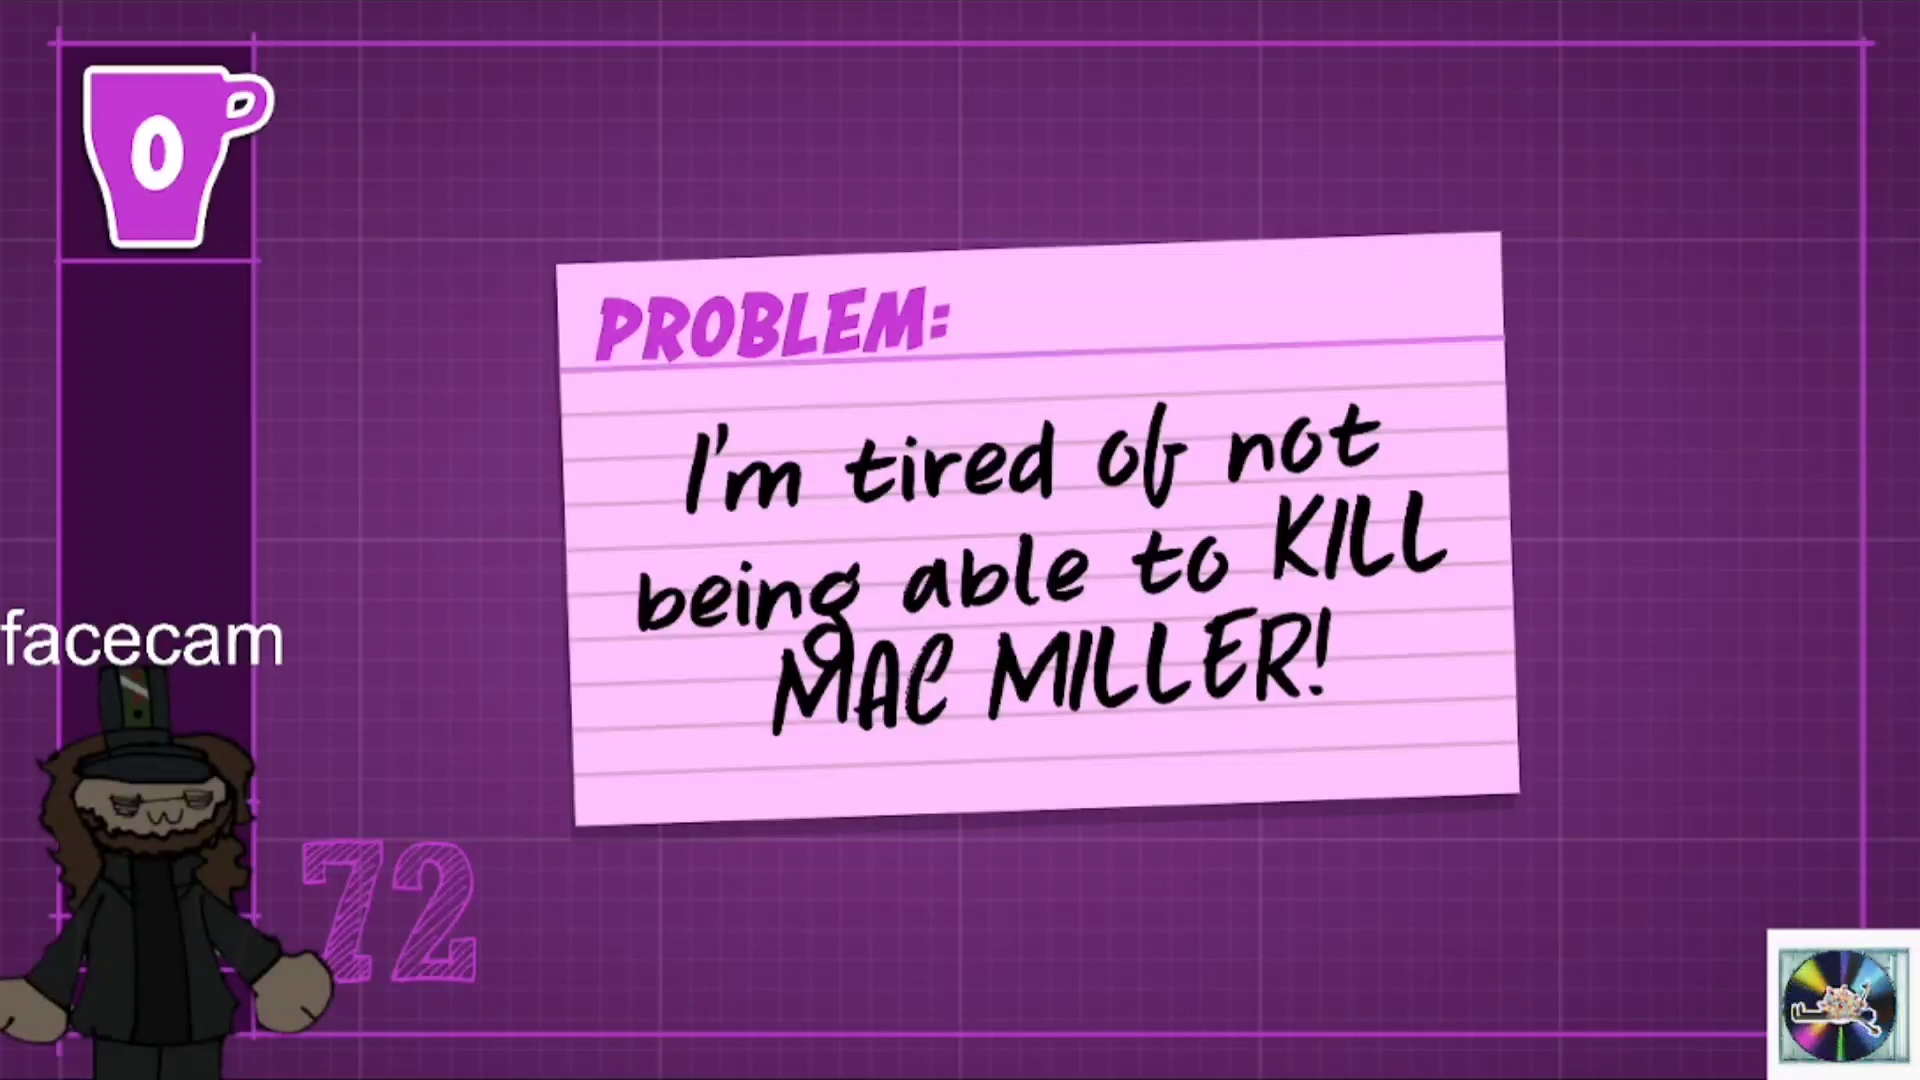 0
PROBLEM:
I'm tired of not
being able to KILL
MAC MILLER!
facecam
72